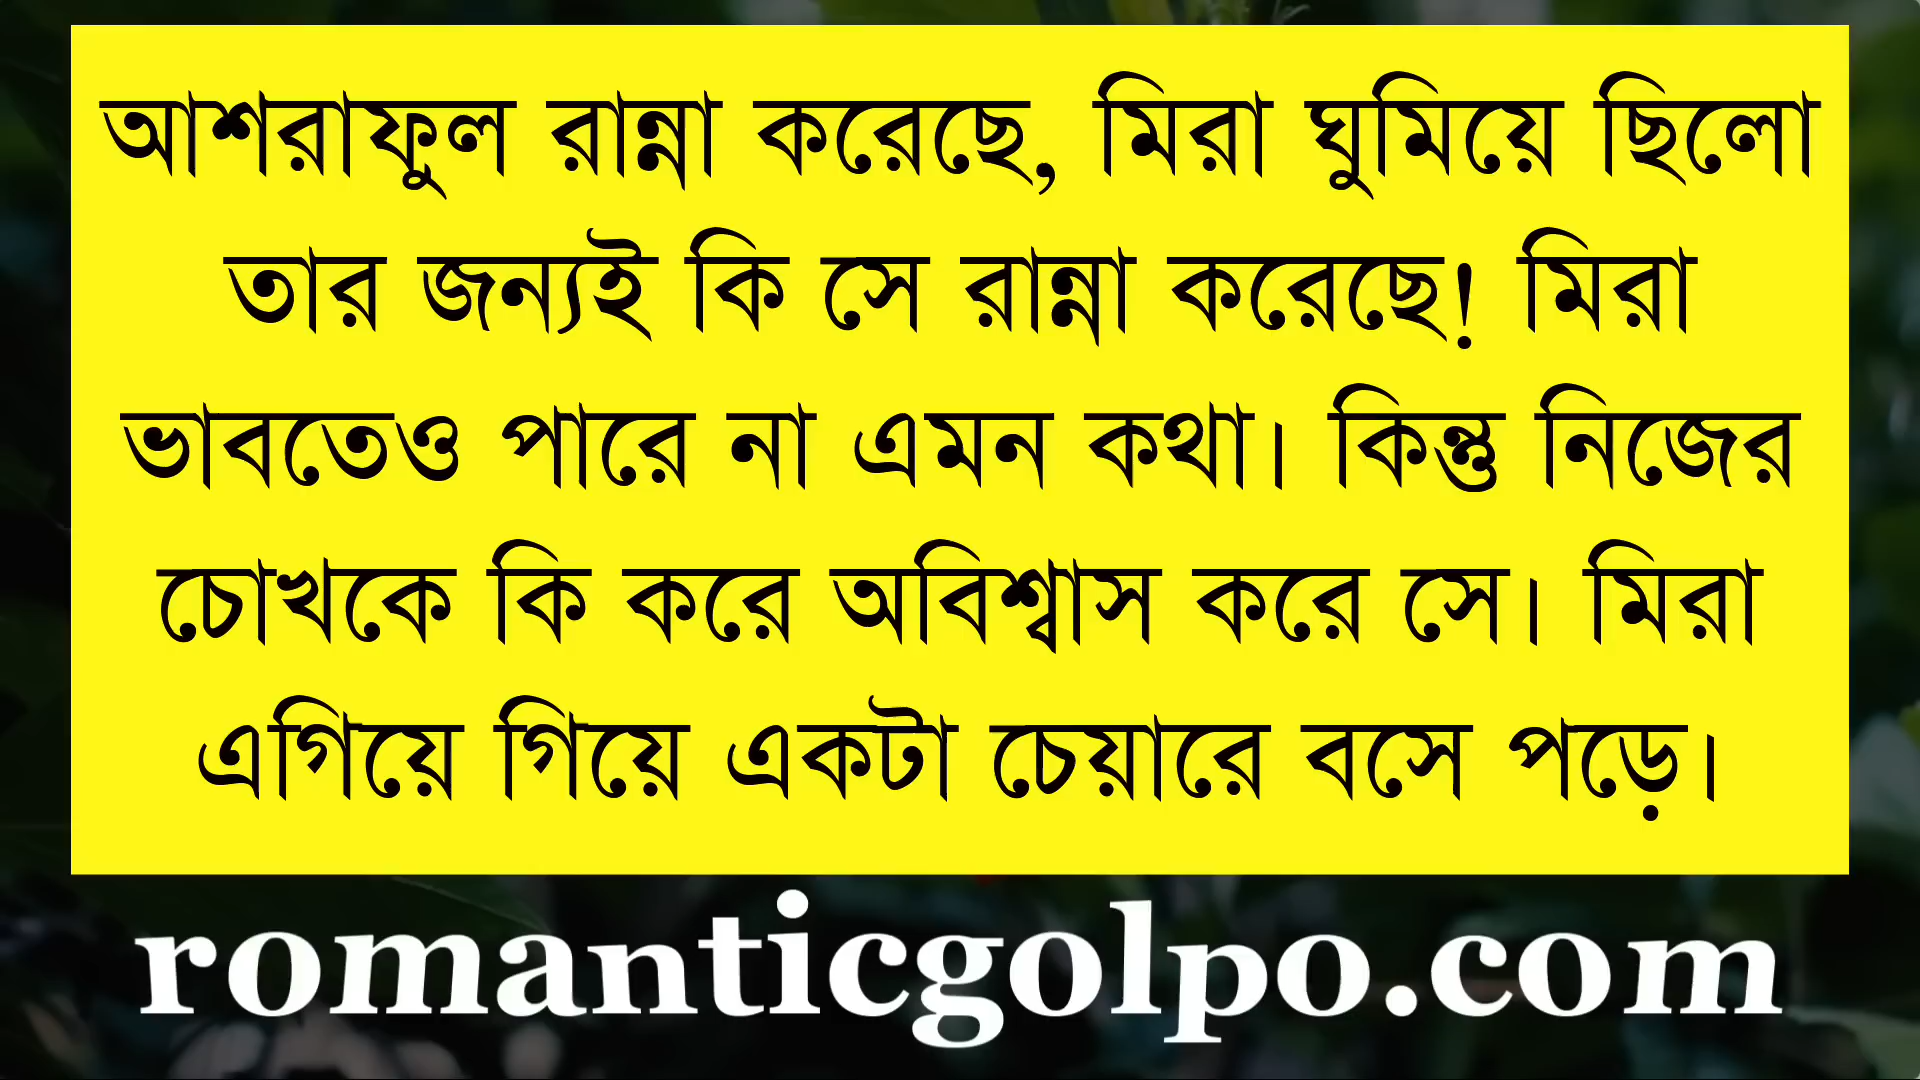 আশরাফুল রান্না করেছে, মিরা ঘুমিয়ে ছিলো
তার জন্যই কি সে রান্না করেছে! মিরা
ভাবতেও পারে না এমন কথা। কিন্তু নিজের
চোখকে কি করে অবিশ্বাস করে সে। মিরা
এগিয়ে গিয়ে একটা চেয়ারে বসে পড়ে।
romanticgolpo.com